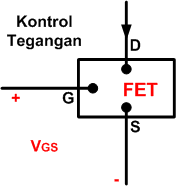 Kontrol
Tegangan
D
G
FET
+
S
VGS
-